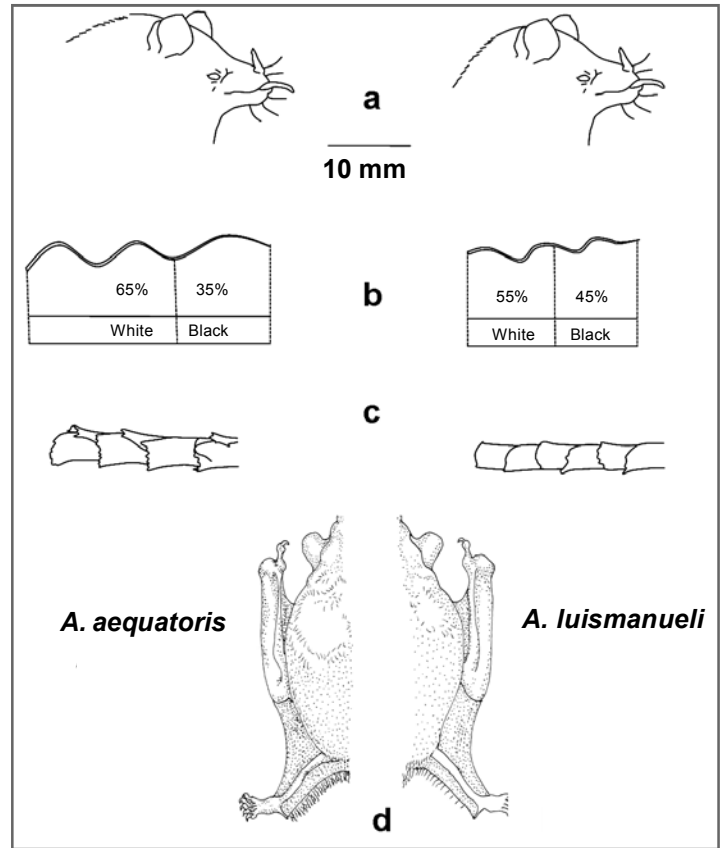 a
10 mm
65% 35%
White Black
b
55% 45%
White Black
c
A. aequatoris
A. luismanueli
d